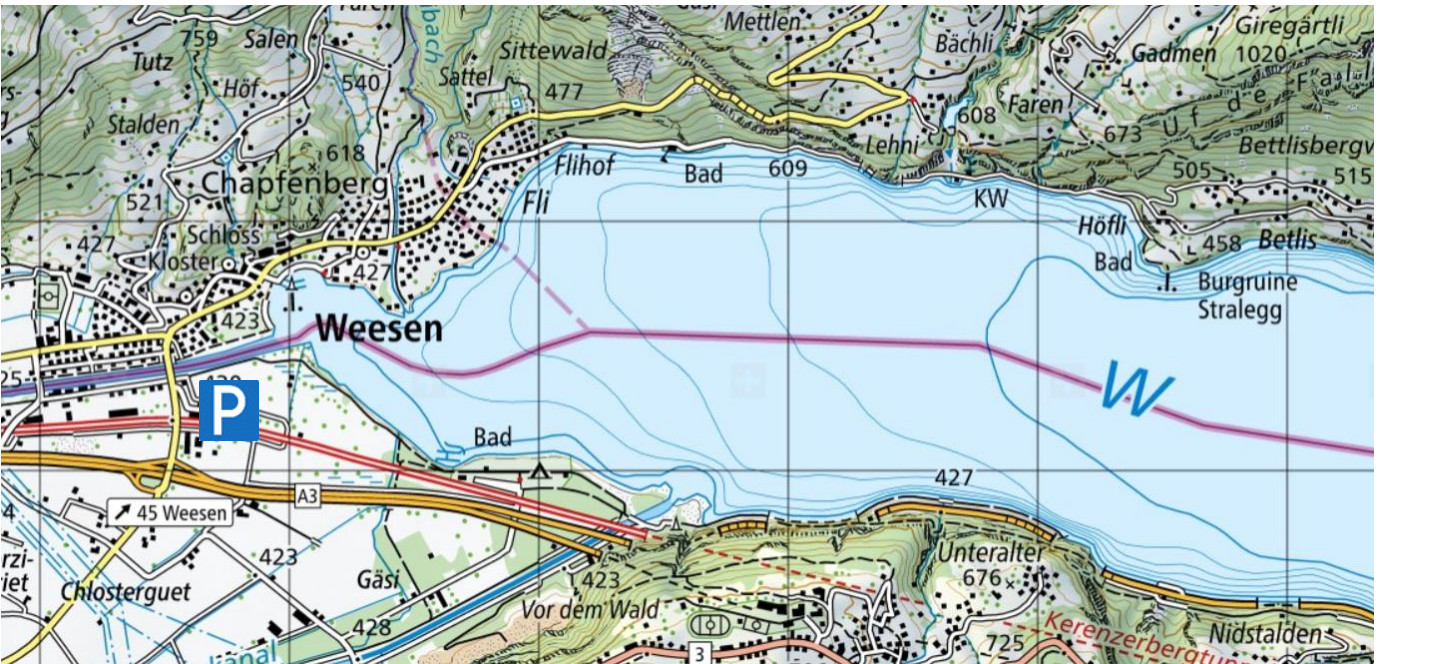 Mettlen
Giregärtli
759
Salen
Tutz
Sittewald
Bächli
Gadmen
1020
bach
Sattel
540
Höf
477
Uf de Fäll
Faren
608
Stalden
673
Lehni
Bettlisberg
618
Flihof
Bad
609
505
515
Chapfenberg
521
Fli
KW
Höfli
427
Schloss
458
Betlis
Kloster
427
Bad
Burgruine
Stralegg
423
Weesen
W
P
Bad
427
A3
45 Weesen
423
Unteralter
676
Chlosterguet
Gäsi
423
Vor dem Wald
428
Kerenzerbergtun
Nidstalden
725
3